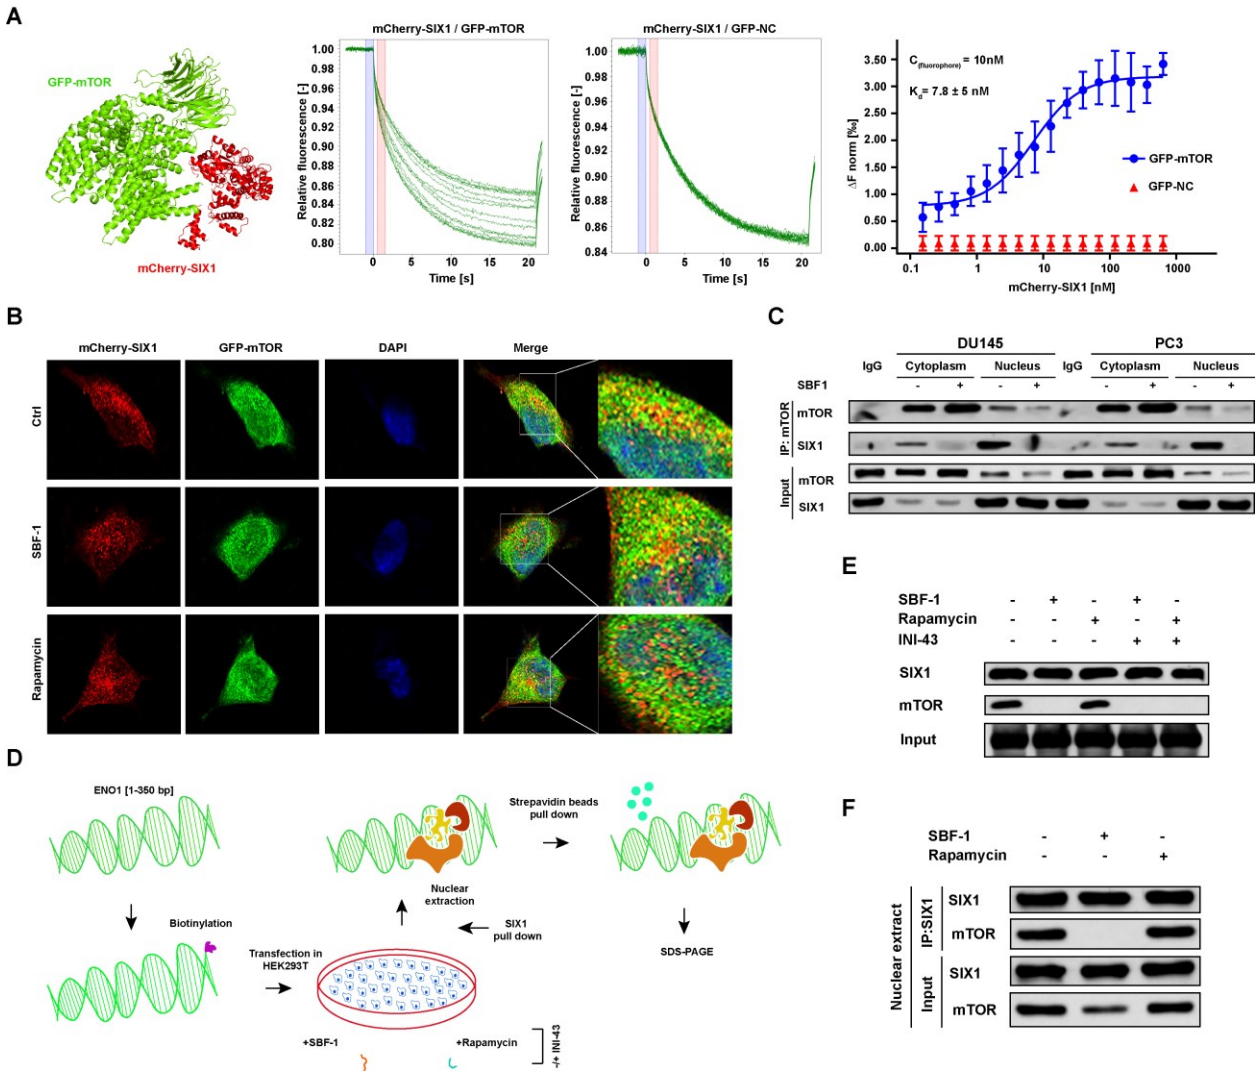 A
GFP-mTOR
mCherry-SIX1
mCherry-SIX1 / GFP-mTOR
Relative fluorescence [-]
1.00
0.98
0.96
0.94
0.92
0.90
0.88
0.86
0.84
0.82
0.80
0 5 10 15 20
Time [s]
mCherry-SIX1 / GFP-NC
Relative fluorescence [-]
1.00
0.96
0.92
0.88
0.84
0 5 10 15 20
Time [s]
C(fluorophore) = 10nM
Kd= 7.8 ± 5 nM
ΔF norm [‰]
3.50
3.00
2.50
2.00
1.50
1.00
0.50
0.00
GFP-mTOR
GFP-NC
0.1 1 10 100 1000
mCherry-SIX1 [nM]
B
mCherry-SIX1 GFP-mTOR DAPI Merge
Ctrl
SBF-1
Rapamycin
C
DU145 PC3
IgG Cytoplasm Nucleus IgG Cytoplasm Nucleus
SBF1 - + - + - + - +
IP: mTOR
mTOR
SIX1
Input
mTOR
SIX1
D
ENO1 [1-350 bp]
Biotinylation
Transfection in
HEK293T
Nuclear
extraction
SIX1
pull down
Strepavidin beads
pull down
SDS-PAGE
+SBF-1 +Rapamycin
-/+ INI-43
E
SBF-1 - + - + -
Rapamycin - - + - +
INI-43 - - - + +
SIX1
mTOR
Input
F
SBF-1 - + -
Rapamycin - - +
Nuclear extract
IP:SIX1
SIX1
mTOR
Input
SIX1
mTOR